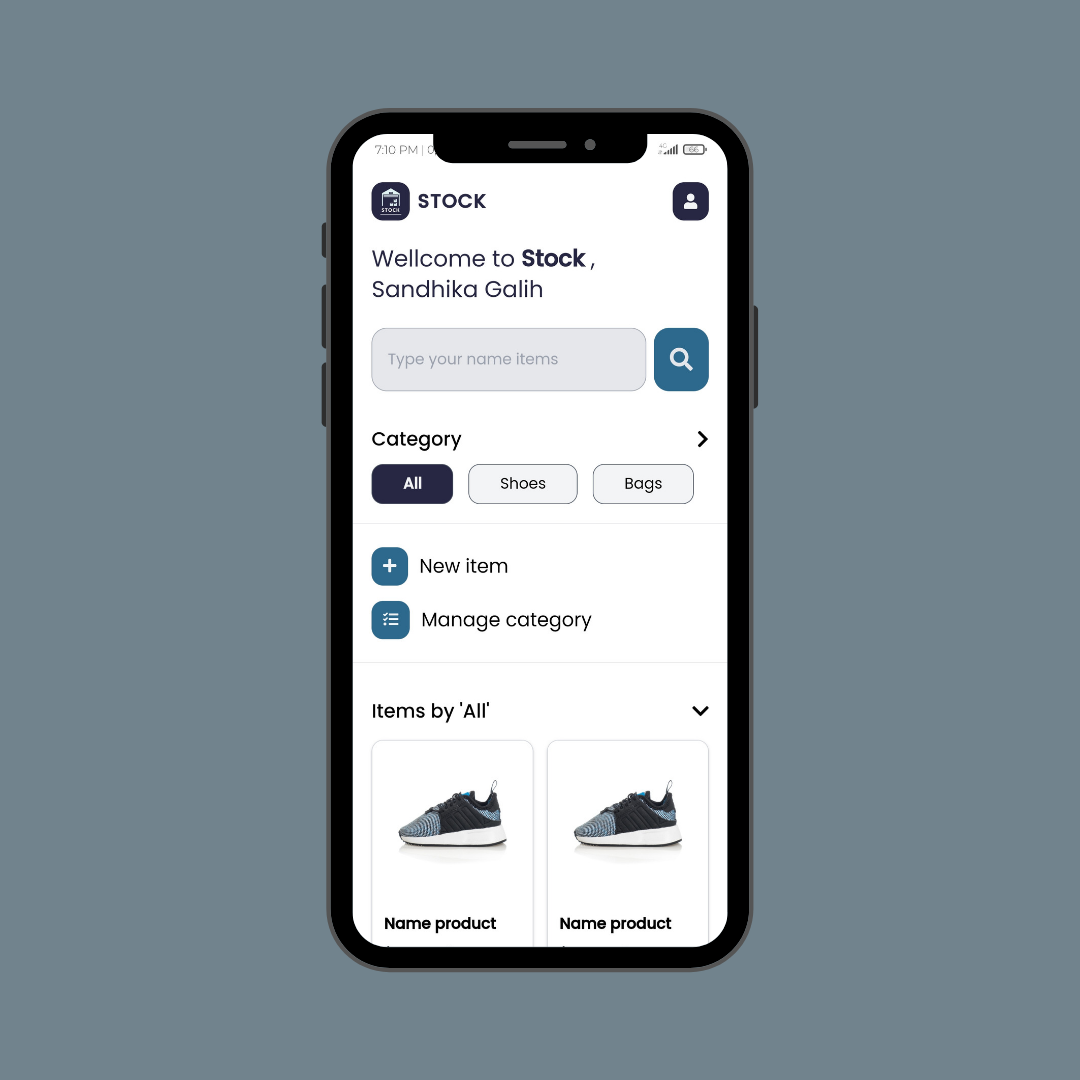 7:10 PM |
4G
66
STOCK
STOCK
Wellcome to Stock ,
Sandhika Galih
Type your name items
Category
All
Shoes
Bags
New item
Manage category
Items by 'All'
Name product
Name product